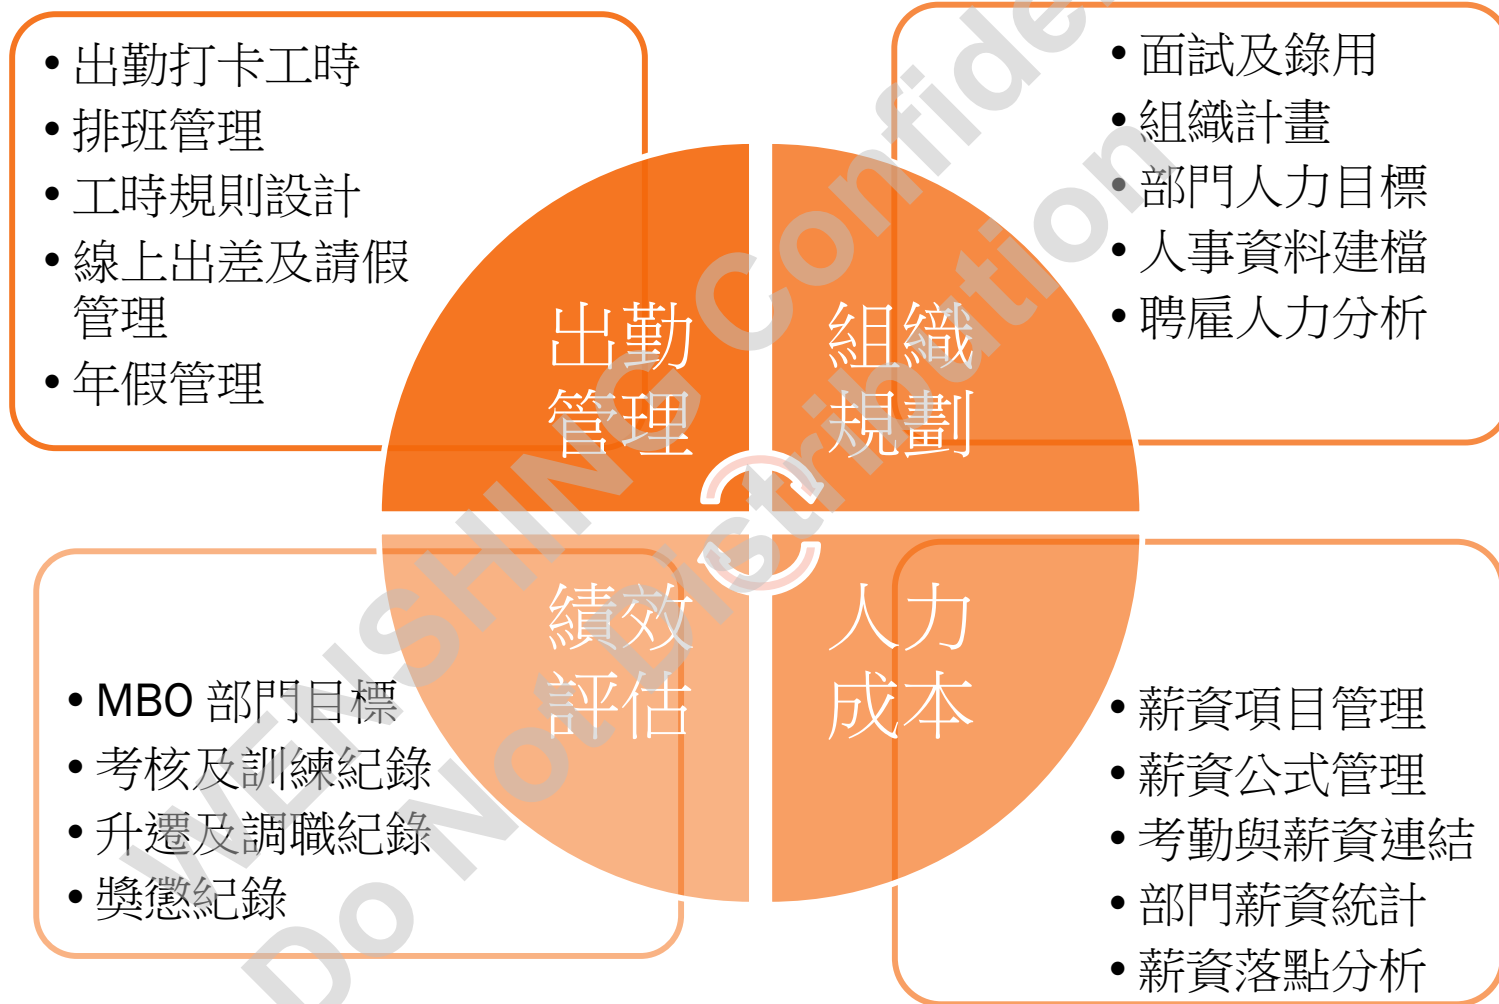 • 出勤打卡工時
• 排班管理
• 工時規則設計
• 線上出差及請假
管理
• 年假管理
• 面試及錄用
• 組織計畫
• 部門人力目標
• 人事資料建檔
• 聘雇人力分析
出勤
管理
組織
規劃
績效
評估
人力
成本
• MBO 部門目標
• 考核及訓練紀錄
• 升遷及調職紀錄
• 獎懲紀錄
• 薪資項目管理
• 薪資公式管理
• 考勤與薪資連結
• 部門薪資統計
• 薪資落點分析
WENSHING Confide
Do Not Distribution